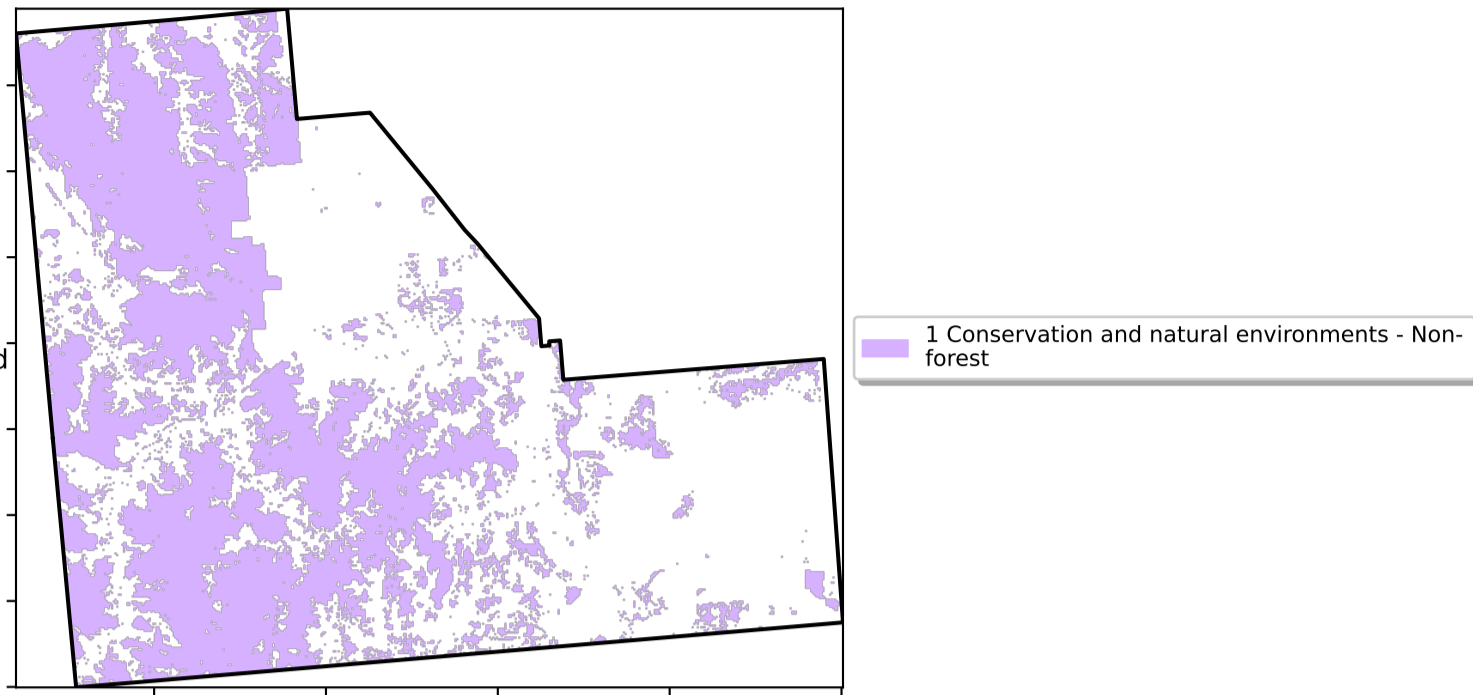 d
1 Conservation and natural environments - Non-
forest